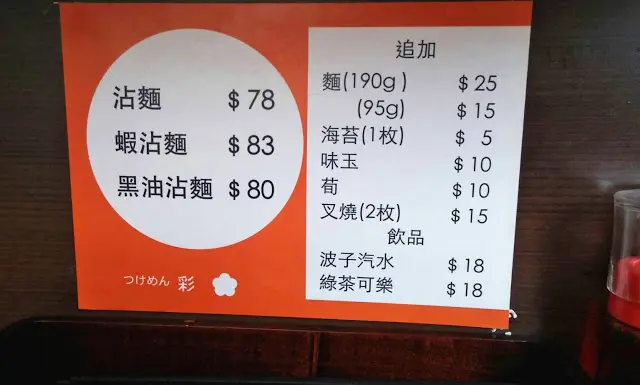 沾麵 $78
蝦沾麵 $83
黑油沾麵 $80
つけめん 彩
追加
麵(190g) $25
(95g) $15
海苔(1枚) $ 5
味玉 $10
荀 $10
叉燒(2枚) $15
飲品
波子汽水 $18
綠茶可樂 $18